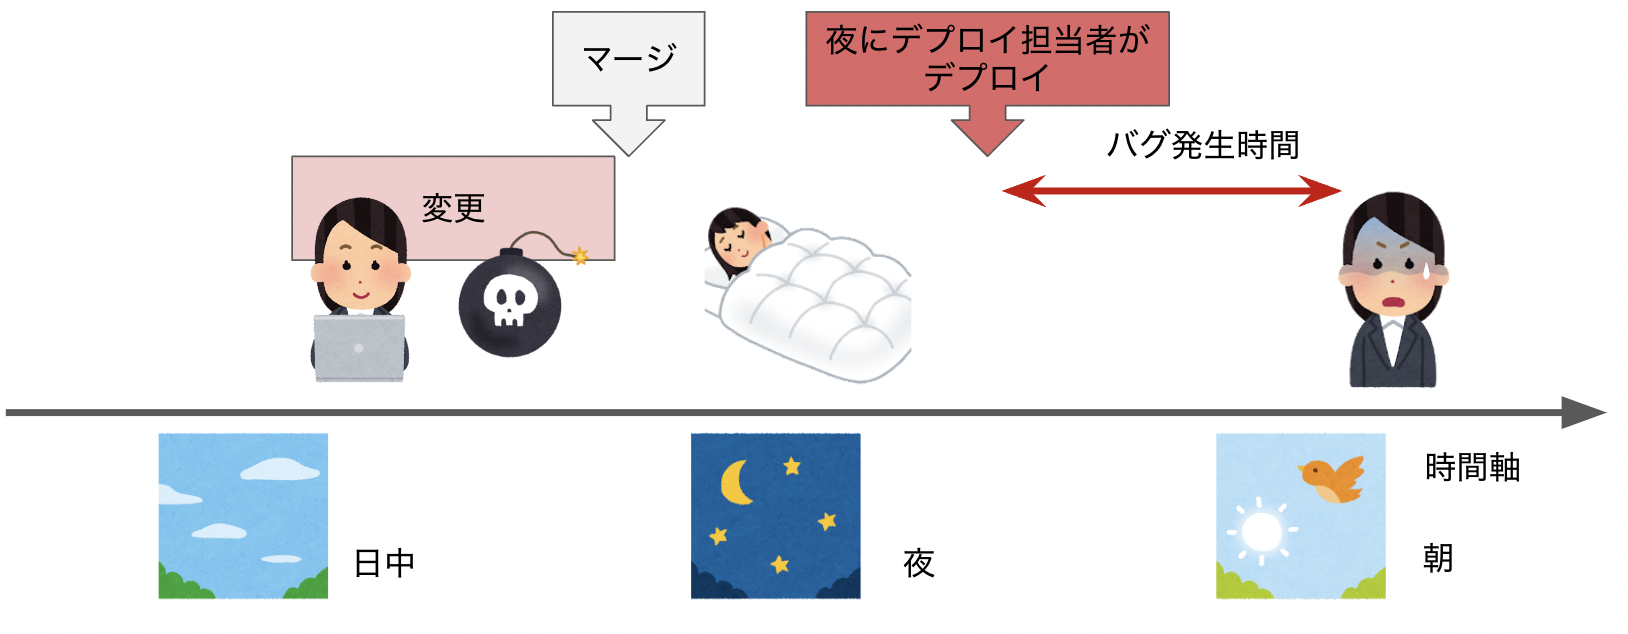 マージ
夜にデプロイ担当者が
デプロイ
バグ発生時間
変更
時間軸
日中
夜
朝